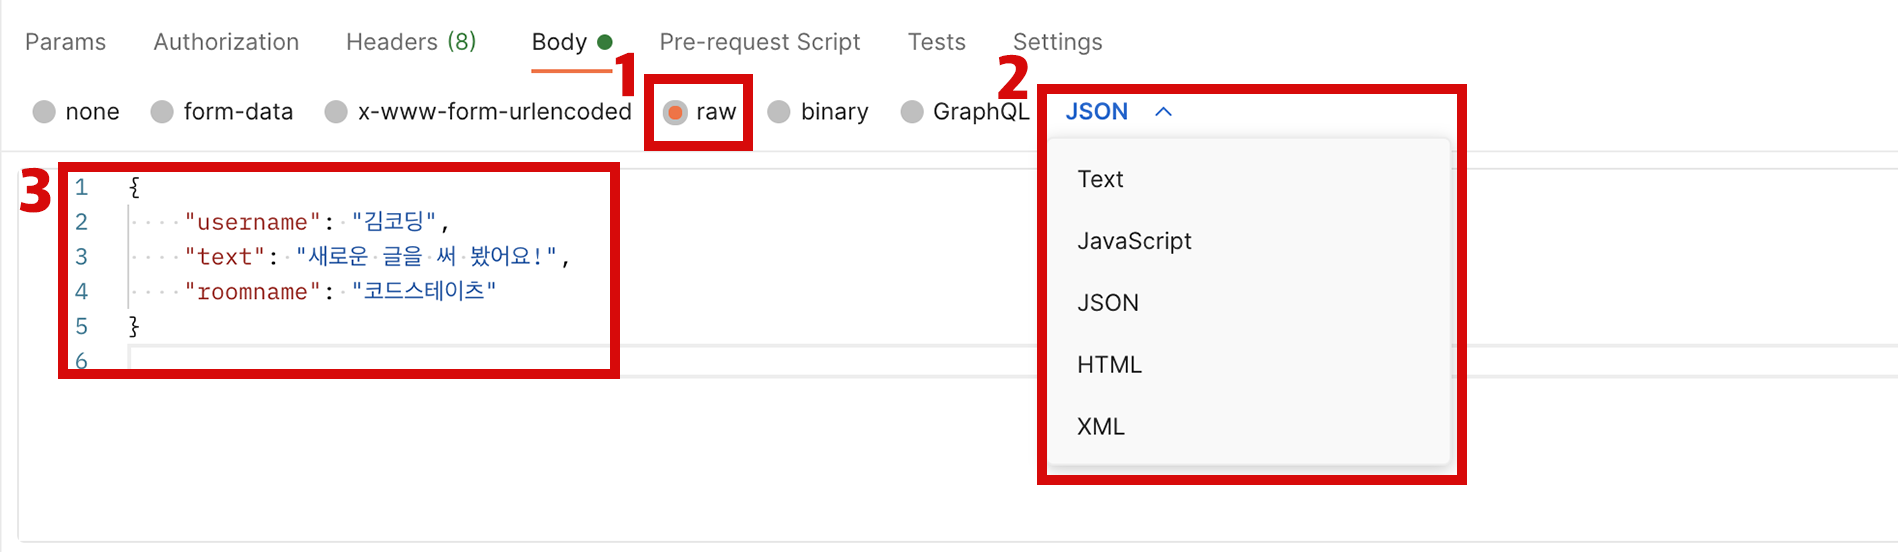 Params Authorization Headers (8) Body Pre-request Script Tests Settings
1 2
none form-data x-www-form-urlencoded raw binary GraphQL JSON
Text
JavaScript
JSON
HTML
XML
3
1 {
2 "username": "김코딩",
3 "text": "새로운 글을 써 봤어요!",
4 "roomname": "코드스테이츠"
5 }
6